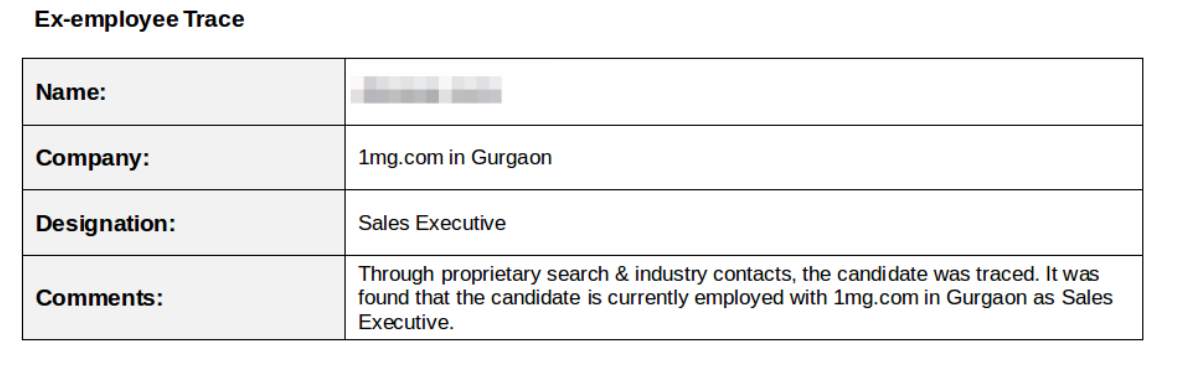 Ex-employee Trace
Name:
Company: 1mg.com in Gurgaon
Designation: Sales Executive
Comments: Through proprietary search & industry contacts, the candidate was traced. It was
found that the candidate is currently employed with 1mg.com in Gurgaon as Sales
Executive.